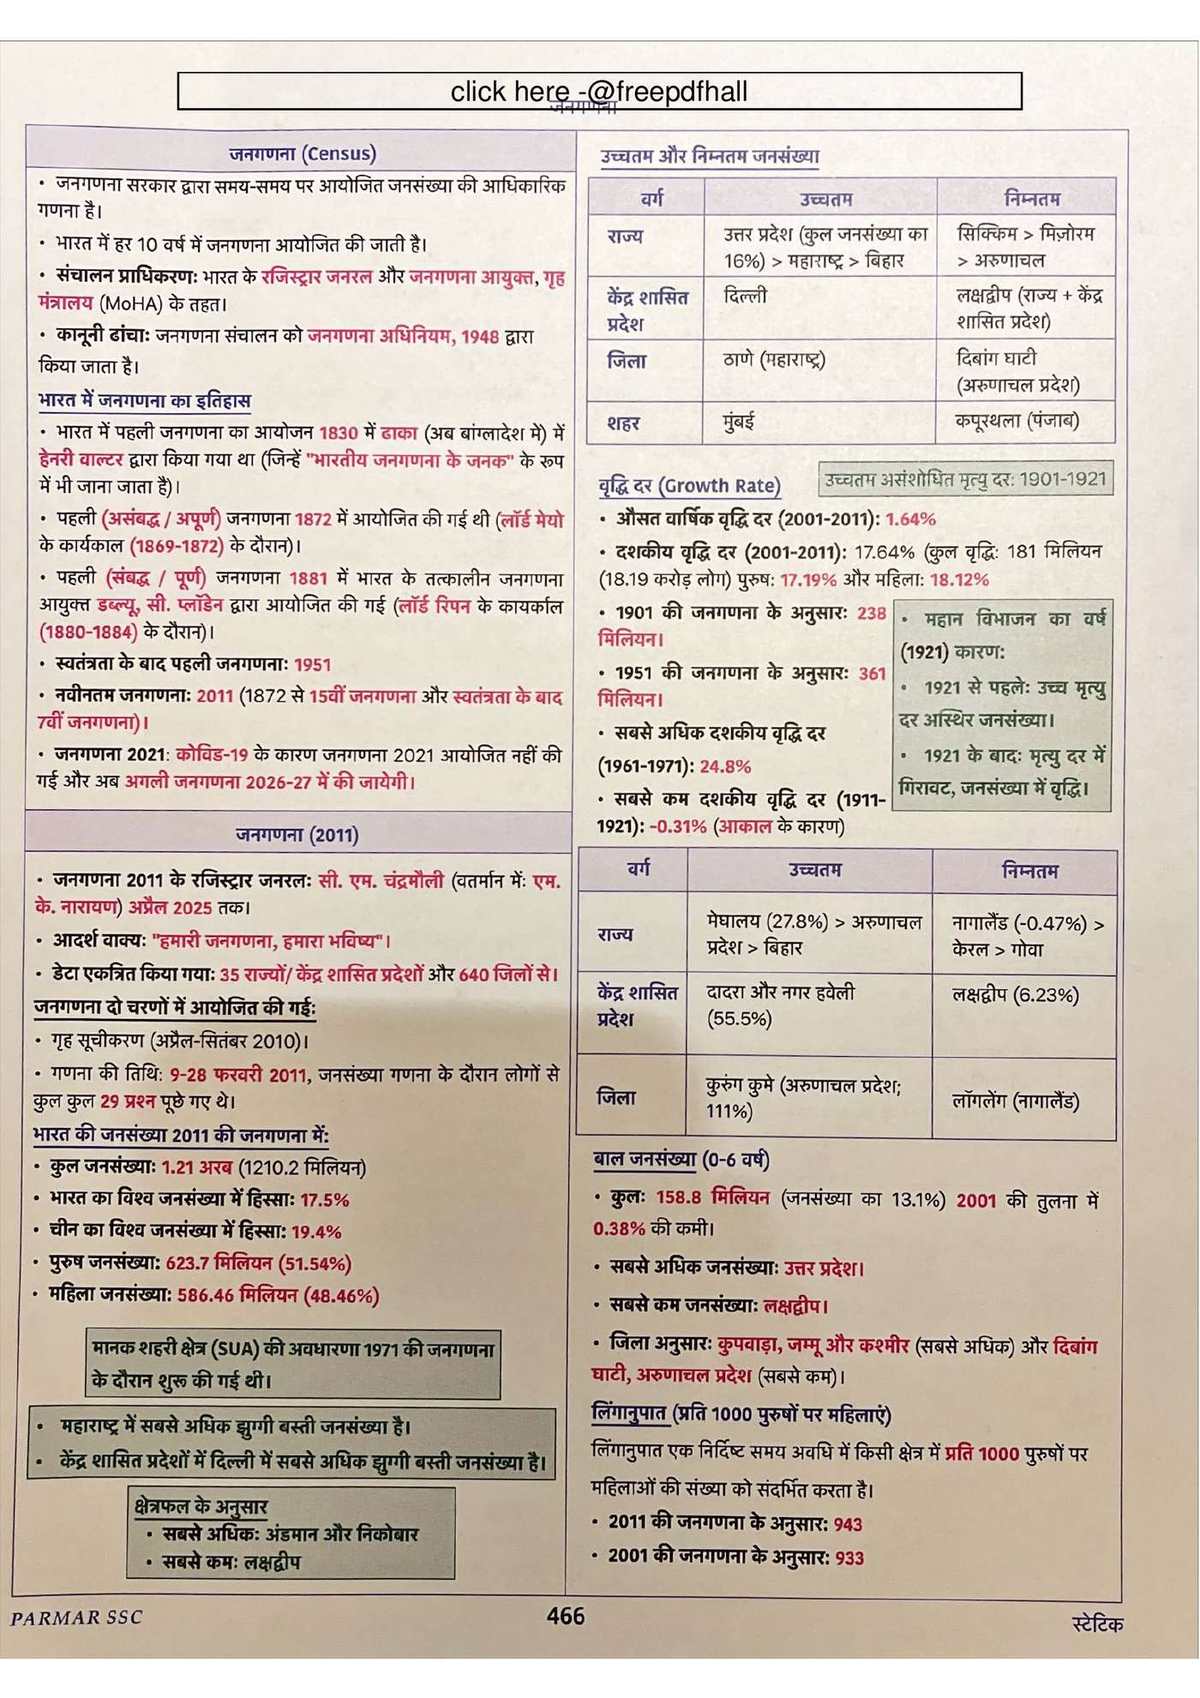 click here -@freepdfhall
जनगणना
जनगणना (Census)
• जनगणना सरकार द्वारा समय-समय पर आयोजित जनसंख्या की आधिकारिक
गणना है।
• भारत में हर 10 वर्ष में जनगणना आयोजित की जाती है।
• संचालन प्राधिकरण: भारत के रजिस्ट्रार जनरल और जनगणना आयुक्त, गृह
मंत्रालय (MoHA) के तहत।
• कानूनी ढांचा: जनगणना संचालन को जनगणना अधिनियम, 1948 द्वारा
किया जाता है।
भारत में जनगणना का इतिहास
• भारत में पहली जनगणना का आयोजन 1830 में ढाका (अब बांग्लादेश में) में
हेनरी वाल्टर द्वारा किया गया था (जिन्हें "भारतीय जनगणना के जनक" के रूप
में भी जाना जाता है)।
• पहली (असंबद्ध / अपूर्ण) जनगणना 1872 में आयोजित की गई थी (लॉर्ड मेयो
के कार्यकाल (1869-1872) के दौरान)।
• पहली (संबद्ध / पूर्ण) जनगणना 1881 में भारत के तत्कालीन जनगणना
आयुक्त डब्ल्यू, सी. प्लॉडेन द्वारा आयोजित की गई (लॉर्ड रिपन के कायर्काल
(1880-1884) के दौरान)।
• स्वतंत्रता के बाद पहली जनगणना: 1951
• नवीनतम जनगणना: 2011 (1872 से 15वीं जनगणना और स्वतंत्रता के बाद
7वीं जनगणना)।
• जनगणना 2021: कोविड-19 के कारण जनगणना 2021 आयोजित नहीं की
गई और अब अगली जनगणना 2026-27 में की जायेगी।
जनगणना (2011)
• जनगणना 2011 के रजिस्ट्रार जनरल: सी. एम. चंद्रमौली (वतर्मान में: एम.
के. नारायण) अप्रैल 2025 तक।
• आदर्श वाक्य: "हमारी जनगणना, हमारा भविष्य"।
• डेटा एकत्रित किया गया: 35 राज्यों/ केंद्र शासित प्रदेशों और 640 जिलों से।
जनगणना दो चरणों में आयोजित की गई:
• गृह सूचीकरण (अप्रैल-सितंबर 2010)।
• गणना की तिथि: 9-28 फरवरी 2011, जनसंख्या गणना के दौरान लोगों से
कुल कुल 29 प्रश्न पूछे गए थे।
भारत की जनसंख्या 2011 की जनगणना में:
• कुल जनसंख्या: 1.21 अरब (1210.2 मिलियन)
• भारत का विश्व जनसंख्या में हिस्सा: 17.5%
• चीन का विश्व जनसंख्या में हिस्सा: 19.4%
• पुरुष जनसंख्या: 623.7 मिलियन (51.54%)
• महिला जनसंख्या: 586.46 मिलियन (48.46%)
मानक शहरी क्षेत्र (SUA) की अवधारणा 1971 की जनगणना
के दौरान शुरू की गई थी।
• महाराष्ट्र में सबसे अधिक झुग्गी बस्ती जनसंख्या है।
• केंद्र शासित प्रदेशों में दिल्ली में सबसे अधिक झुग्गी बस्ती जनसंख्या है।
क्षेत्रफल के अनुसार
• सबसे अधिक: अंडमान और निकोबार
• सबसे कम: लक्षद्वीप
उच्चतम और निम्नतम जनसंख्या
वर्ग उच्चतम निम्नतम
राज्य उत्तर प्रदेश (कुल जनसंख्या का सिक्किम > मिज़ोरम
16%) > महाराष्ट्र > बिहार > अरुणाचल
केंद्र शासित दिल्ली लक्षद्वीप (राज्य + केंद्र
प्रदेश शासित प्रदेश)
जिला ठाणे (महाराष्ट्र) दिबांग घाटी
(अरुणाचल प्रदेश)
शहर मुंबई कपूरथला (पंजाब)
वृद्धि दर (Growth Rate) उच्चतम असंशोधित मृत्यु दर: 1901-1921
• औसत वार्षिक वृद्धि दर (2001-2011): 1.64%
• दशकीय वृद्धि दर (2001-2011): 17.64% (कुल वृद्धि: 181 मिलियन
(18.19 करोड़ लोग) पुरुष: 17.19% और महिला: 18.12%
• 1901 की जनगणना के अनुसार: 238
मिलियन।
• 1951 की जनगणना के अनुसार: 361
मिलियन।
• सबसे अधिक दशकीय वृद्धि दर
(1961-1971): 24.8%
• सबसे कम दशकीय वृद्धि दर (1911-
1921): -0.31% (आकाल के कारण)
• महान विभाजन का वर्ष
(1921) कारण:
• 1921 से पहले: उच्च मृत्यु
दर अस्थिर जनसंख्या।
• 1921 के बाद: मृत्यु दर में
गिरावट, जनसंख्या में वृद्धि।
वर्ग उच्चतम निम्नतम
राज्य मेघालय (27.8%) > अरुणाचल नागालैंड (-0.47%) >
प्रदेश > बिहार केरल > गोवा
केंद्र शासित दादरा और नगर हवेली लक्षद्वीप (6.23%)
प्रदेश (55.5%)
जिला कुरुंग कुमे (अरुणाचल प्रदेश; लॉगलेंग (नागालैंड)
111%)
बाल जनसंख्या (0-6 वर्ष)
• कुल: 158.8 मिलियन (जनसंख्या का 13.1%) 2001 की तुलना में
0.38% की कमी।
• सबसे अधिक जनसंख्या: उत्तर प्रदेश।
• सबसे कम जनसंख्या: लक्षद्वीप।
• जिला अनुसार: कुपवाड़ा, जम्मू और कश्मीर (सबसे अधिक) और दिबांग
घाटी, अरुणाचल प्रदेश (सबसे कम)।
लिंगानुपात (प्रति 1000 पुरुषों पर महिलाएं)
लिंगानुपात एक निर्दिष्ट समय अवधि में किसी क्षेत्र में प्रति 1000 पुरुषों पर
महिलाओं की संख्या को संदर्भित करता है।
• 2011 की जनगणना के अनुसार: 943
• 2001 की जनगणना के अनुसार: 933
PARMAR SSC 466 स्टेटिक